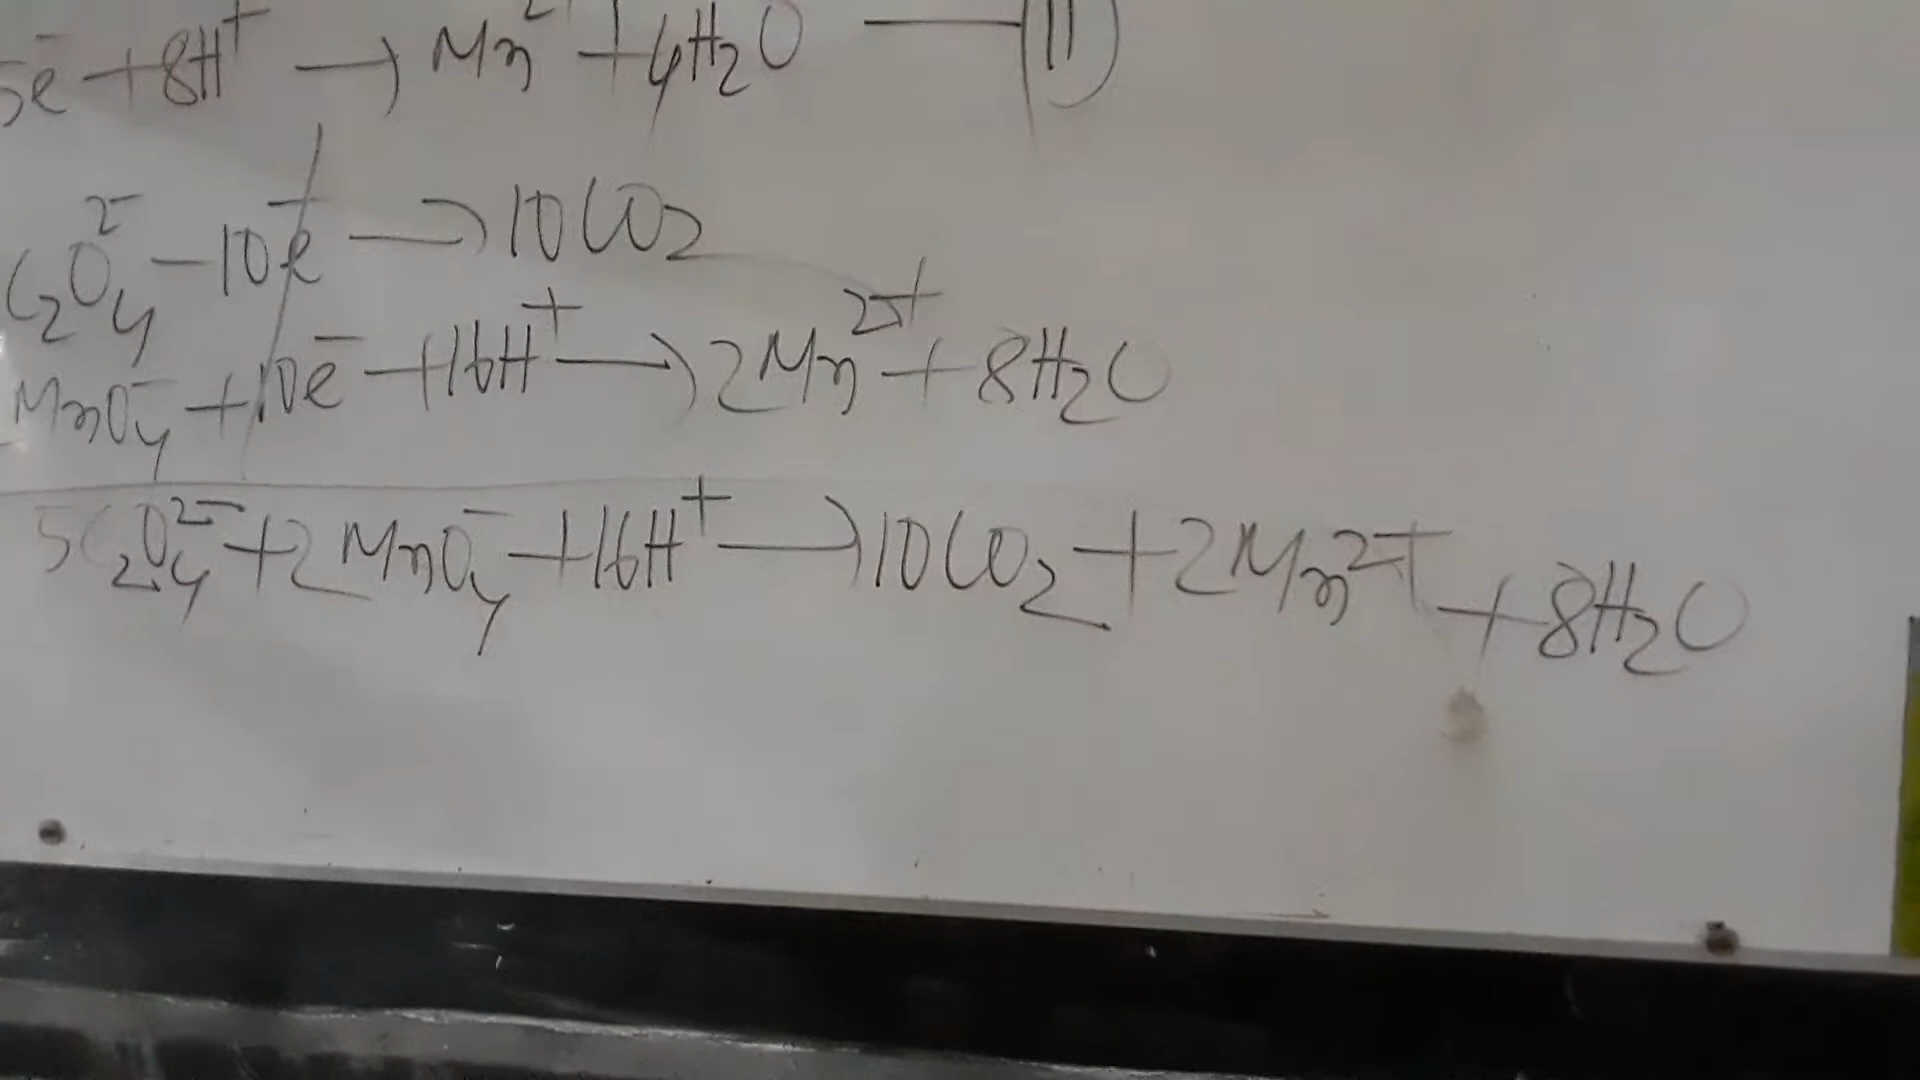 5e⁻ + 8H⁺ → Mn² + 4H₂O —(II)
C₂O₄²⁻ - 10e⁻ → 10CO₂
MnO₄⁻ + 10e⁻ + 16H⁺ → 2Mn²⁺ + 8H₂O
5C₂O₄²⁻ + 2MnO₄⁻ + 16H⁺ → 10CO₂ + 2Mn²⁺ + 8H₂O